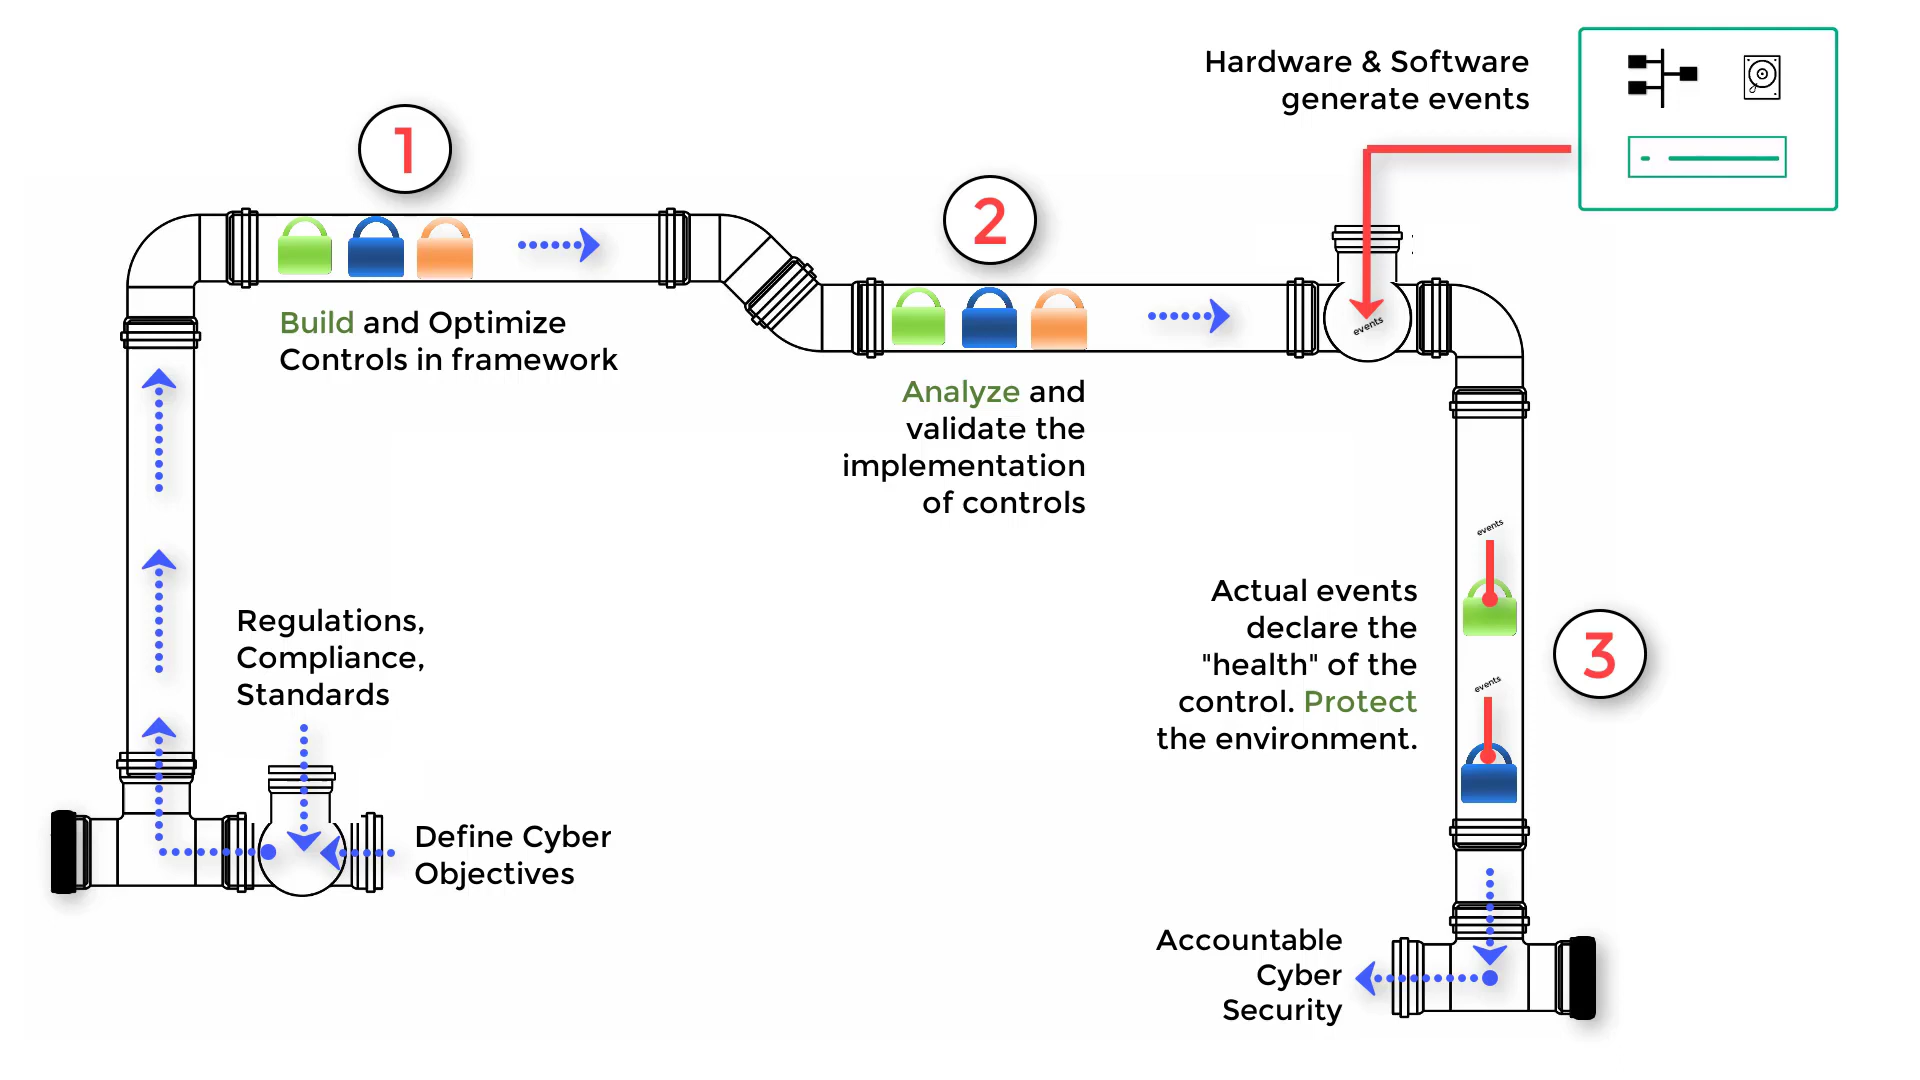 Hardware & Software
generate events
1
2
events
Build and Optimize
Controls in framework
Analyze and
validate the
implementation
of controls
events
Actual events
declare the
"health" of the
control. Protect
the environment.
3
events
Regulations,
Compliance,
Standards
Define Cyber
Objectives
Accountable
Cyber
Security